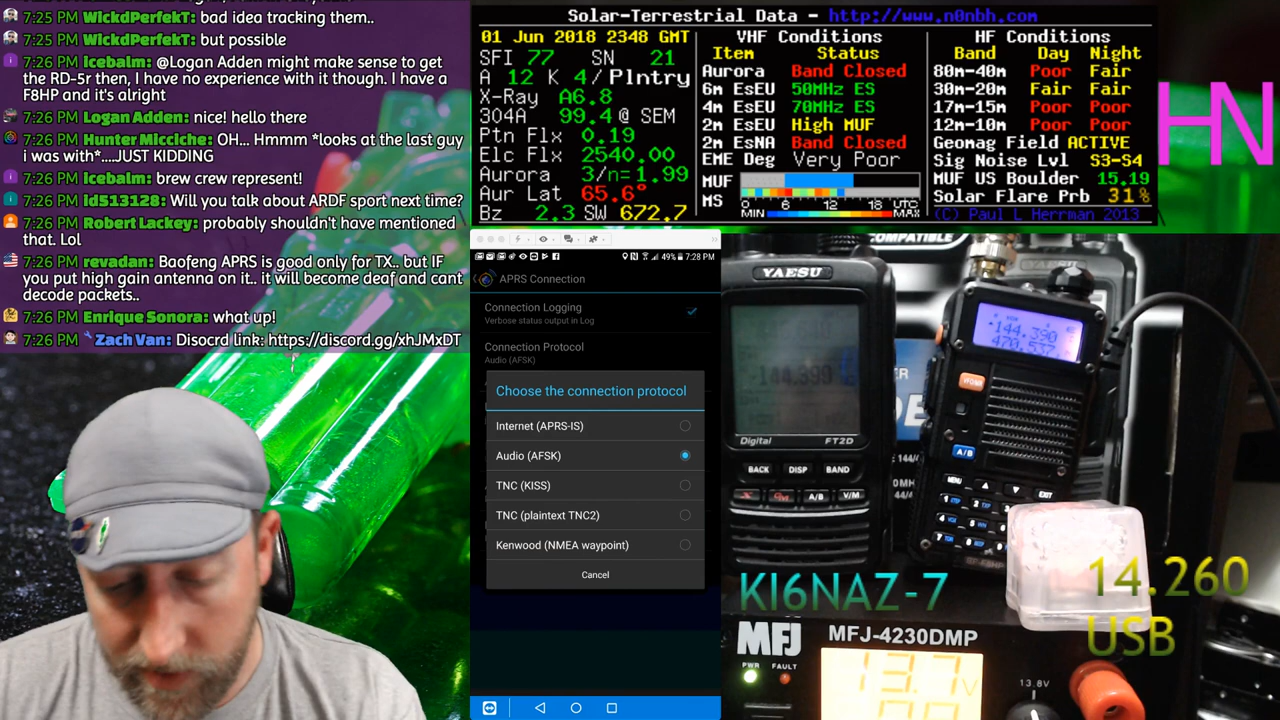 7:25 PM WickdPerfekT: bad idea tracking them..
7:25 PM WickdPerfekT: but possible
7:26 PM Icebalm: @Logan Adden might make sense to get
the RD-5r then, I have no experience with it though. I have a
F8HP and it's alright
7:26 PM Logan Adden: nice! hello there
7:26 PM Hunter Micciche: OH... Hmmm *looks at the last guy
i was with*....JUST KIDDING
7:26 PM Icebalm: brew crew represent!
7:26 PM id513128: Will you talk about ARDF sport next time?
7:26 PM Robert Lackey: probably shouldn't have mentioned
that. Lol
7:26 PM revadan: Baofeng APRS is good only for TX.. but IF
you put high gain antenna on it.. it will become deaf and cant
decode packets..
7:26 PM Enrique Sonora: what up!
7:26 PM Zach Van: Disocrd link: https://discord.gg/xhJMxDT
Solar-Terrestrial Data - http://www.n0nbh.com
01 Jun 2018 2348 GMT
SFI 77 SN 21
A 12 K 4/Plntry
X-Ray A6.8
304A 99.4 @ SEM
Ptn Flx 0.19
Elc Flx 2540.00
Aurora 3/n=1.99
Aur Lat 65.6°
Bz 2.3 SW 672.7
VHF Conditions
Item Status
Aurora Band Closed
6m EsEU 50MHz ES
4m EsEU 70MHz ES
2m EsEU High MUF
2m EsNA Band Closed
EME Deg Very Poor
MUF
MS
0 6 12 18 UTC
MIN MAX
HF Conditions
Band Day Night
80m-40m Poor Fair
30m-20m Fair Fair
17m-15m Poor Poor
12m-10m Poor Poor
Geomag Field ACTIVE
Sig Noise Lvl S3-S4
MUF US Boulder 15.19
Solar Flare Prb 31%
(C) Paul L Herrman 2013
HN
49% 7:28 PM
APRS Connection
Connection Logging
Verbose status output in Log
Connection Protocol
Audio (AFSK)
Choose the connection protocol
Internet (APRS-IS)
Audio (AFSK)
TNC (KISS)
TNC (plaintext TNC2)
Kenwood (NMEA waypoint)
Cancel
COMPATIBLE
YAESU
144.399
Digital FT2D
BACK DISP BAND
A/B V/M
144.390
470.537
VFO/MR
A/B
MENU EXIT
KI6NAZ-7
14.260
USB
MFJ
MFJ-4230DMP
PWR FAULT
13.7 V
13.8V